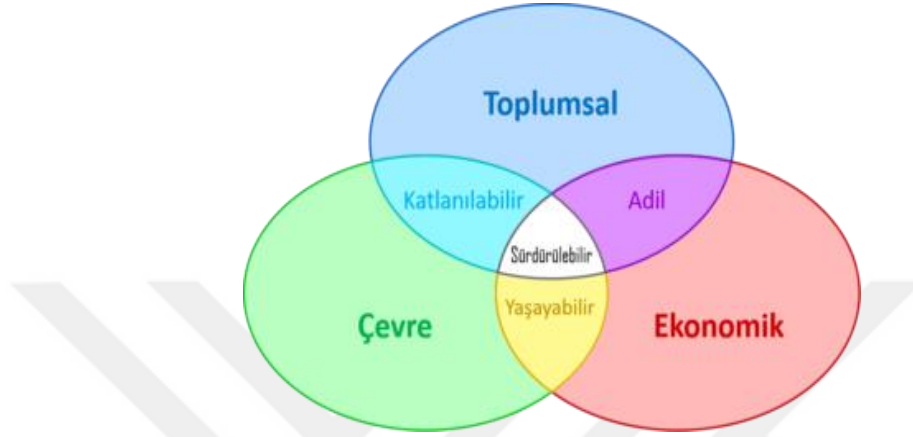 Toplumsal
Katlanılabilir
Adil
Sürdürülebilir
Yaşayabilir
Çevre
Ekonomik